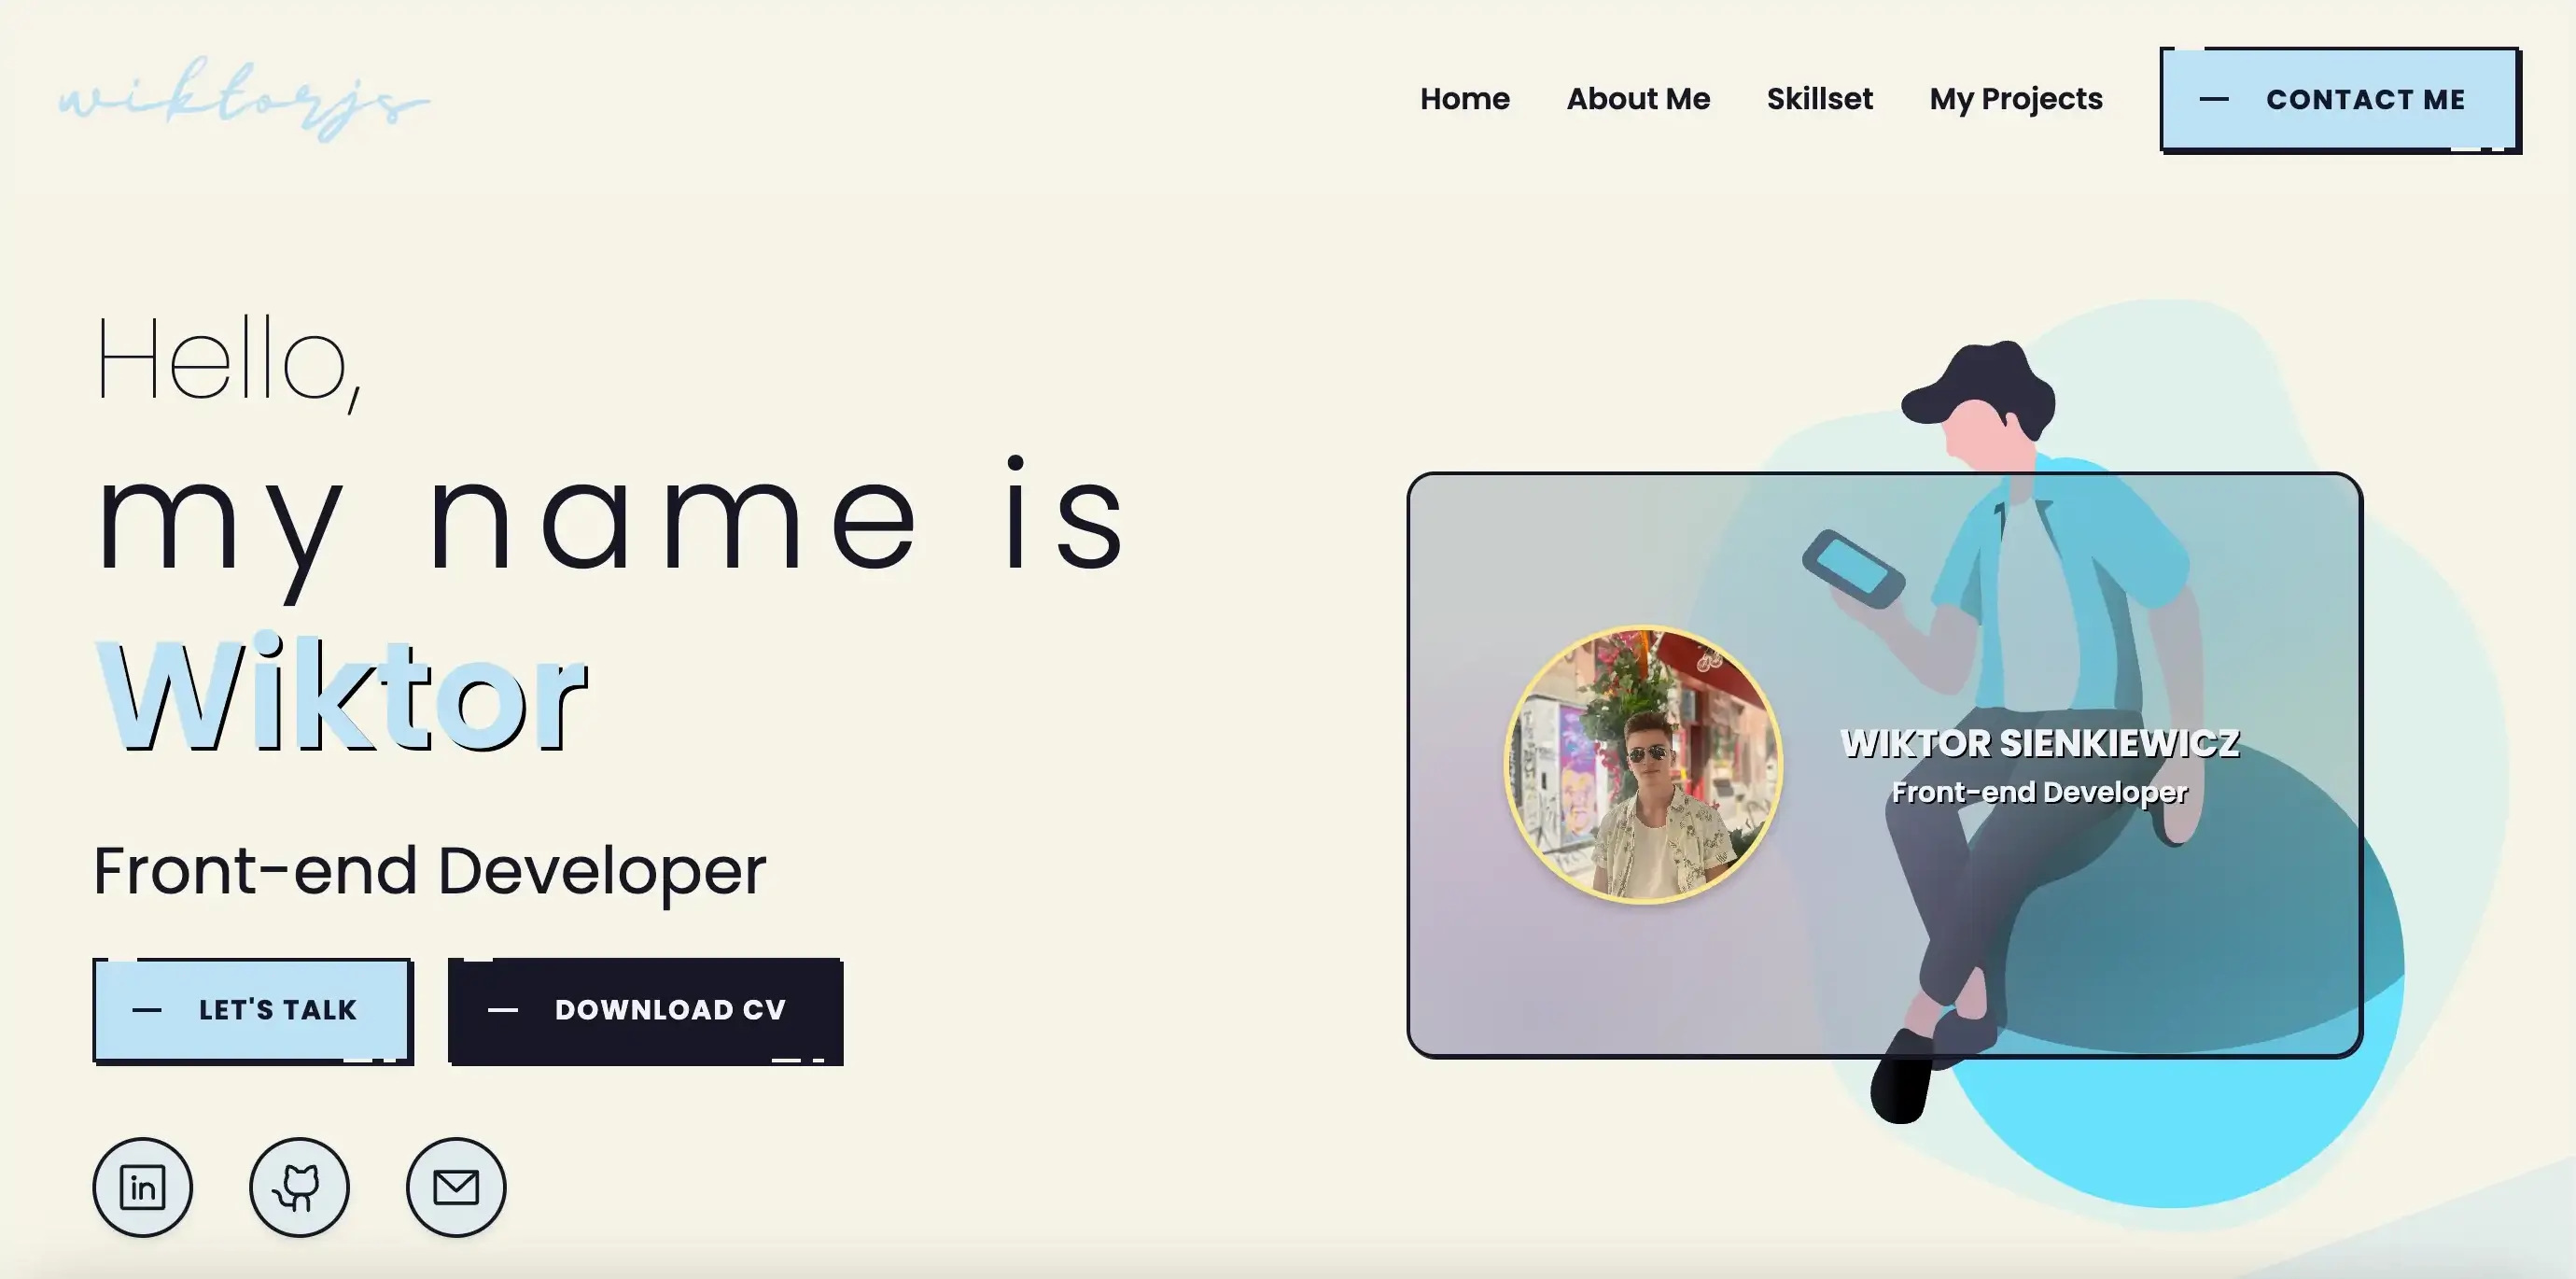 wiktorjs
Home About Me Skillset My Projects — CONTACT ME
Hello,
my name is
Wiktor
Front-end Developer
— LET'S TALK — DOWNLOAD CV
in
WIKTOR SIENKIEWICZ
Front-end Developer